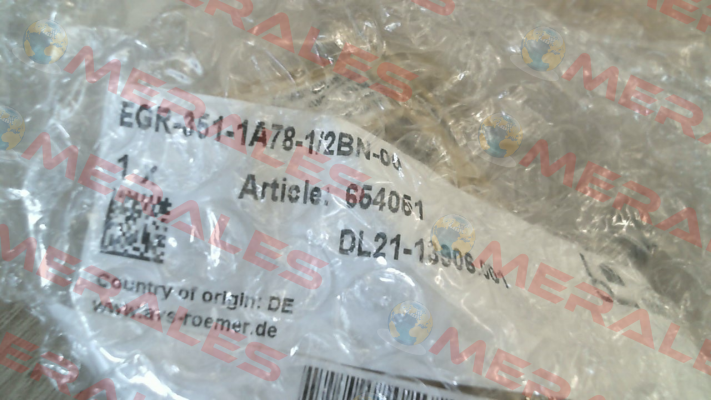 EGR-351-1A78-1/2BN-00
1 x
Article: 654061
DL21-13906.001
Country of origin: DE
www.avs-roemer.de
MERALES